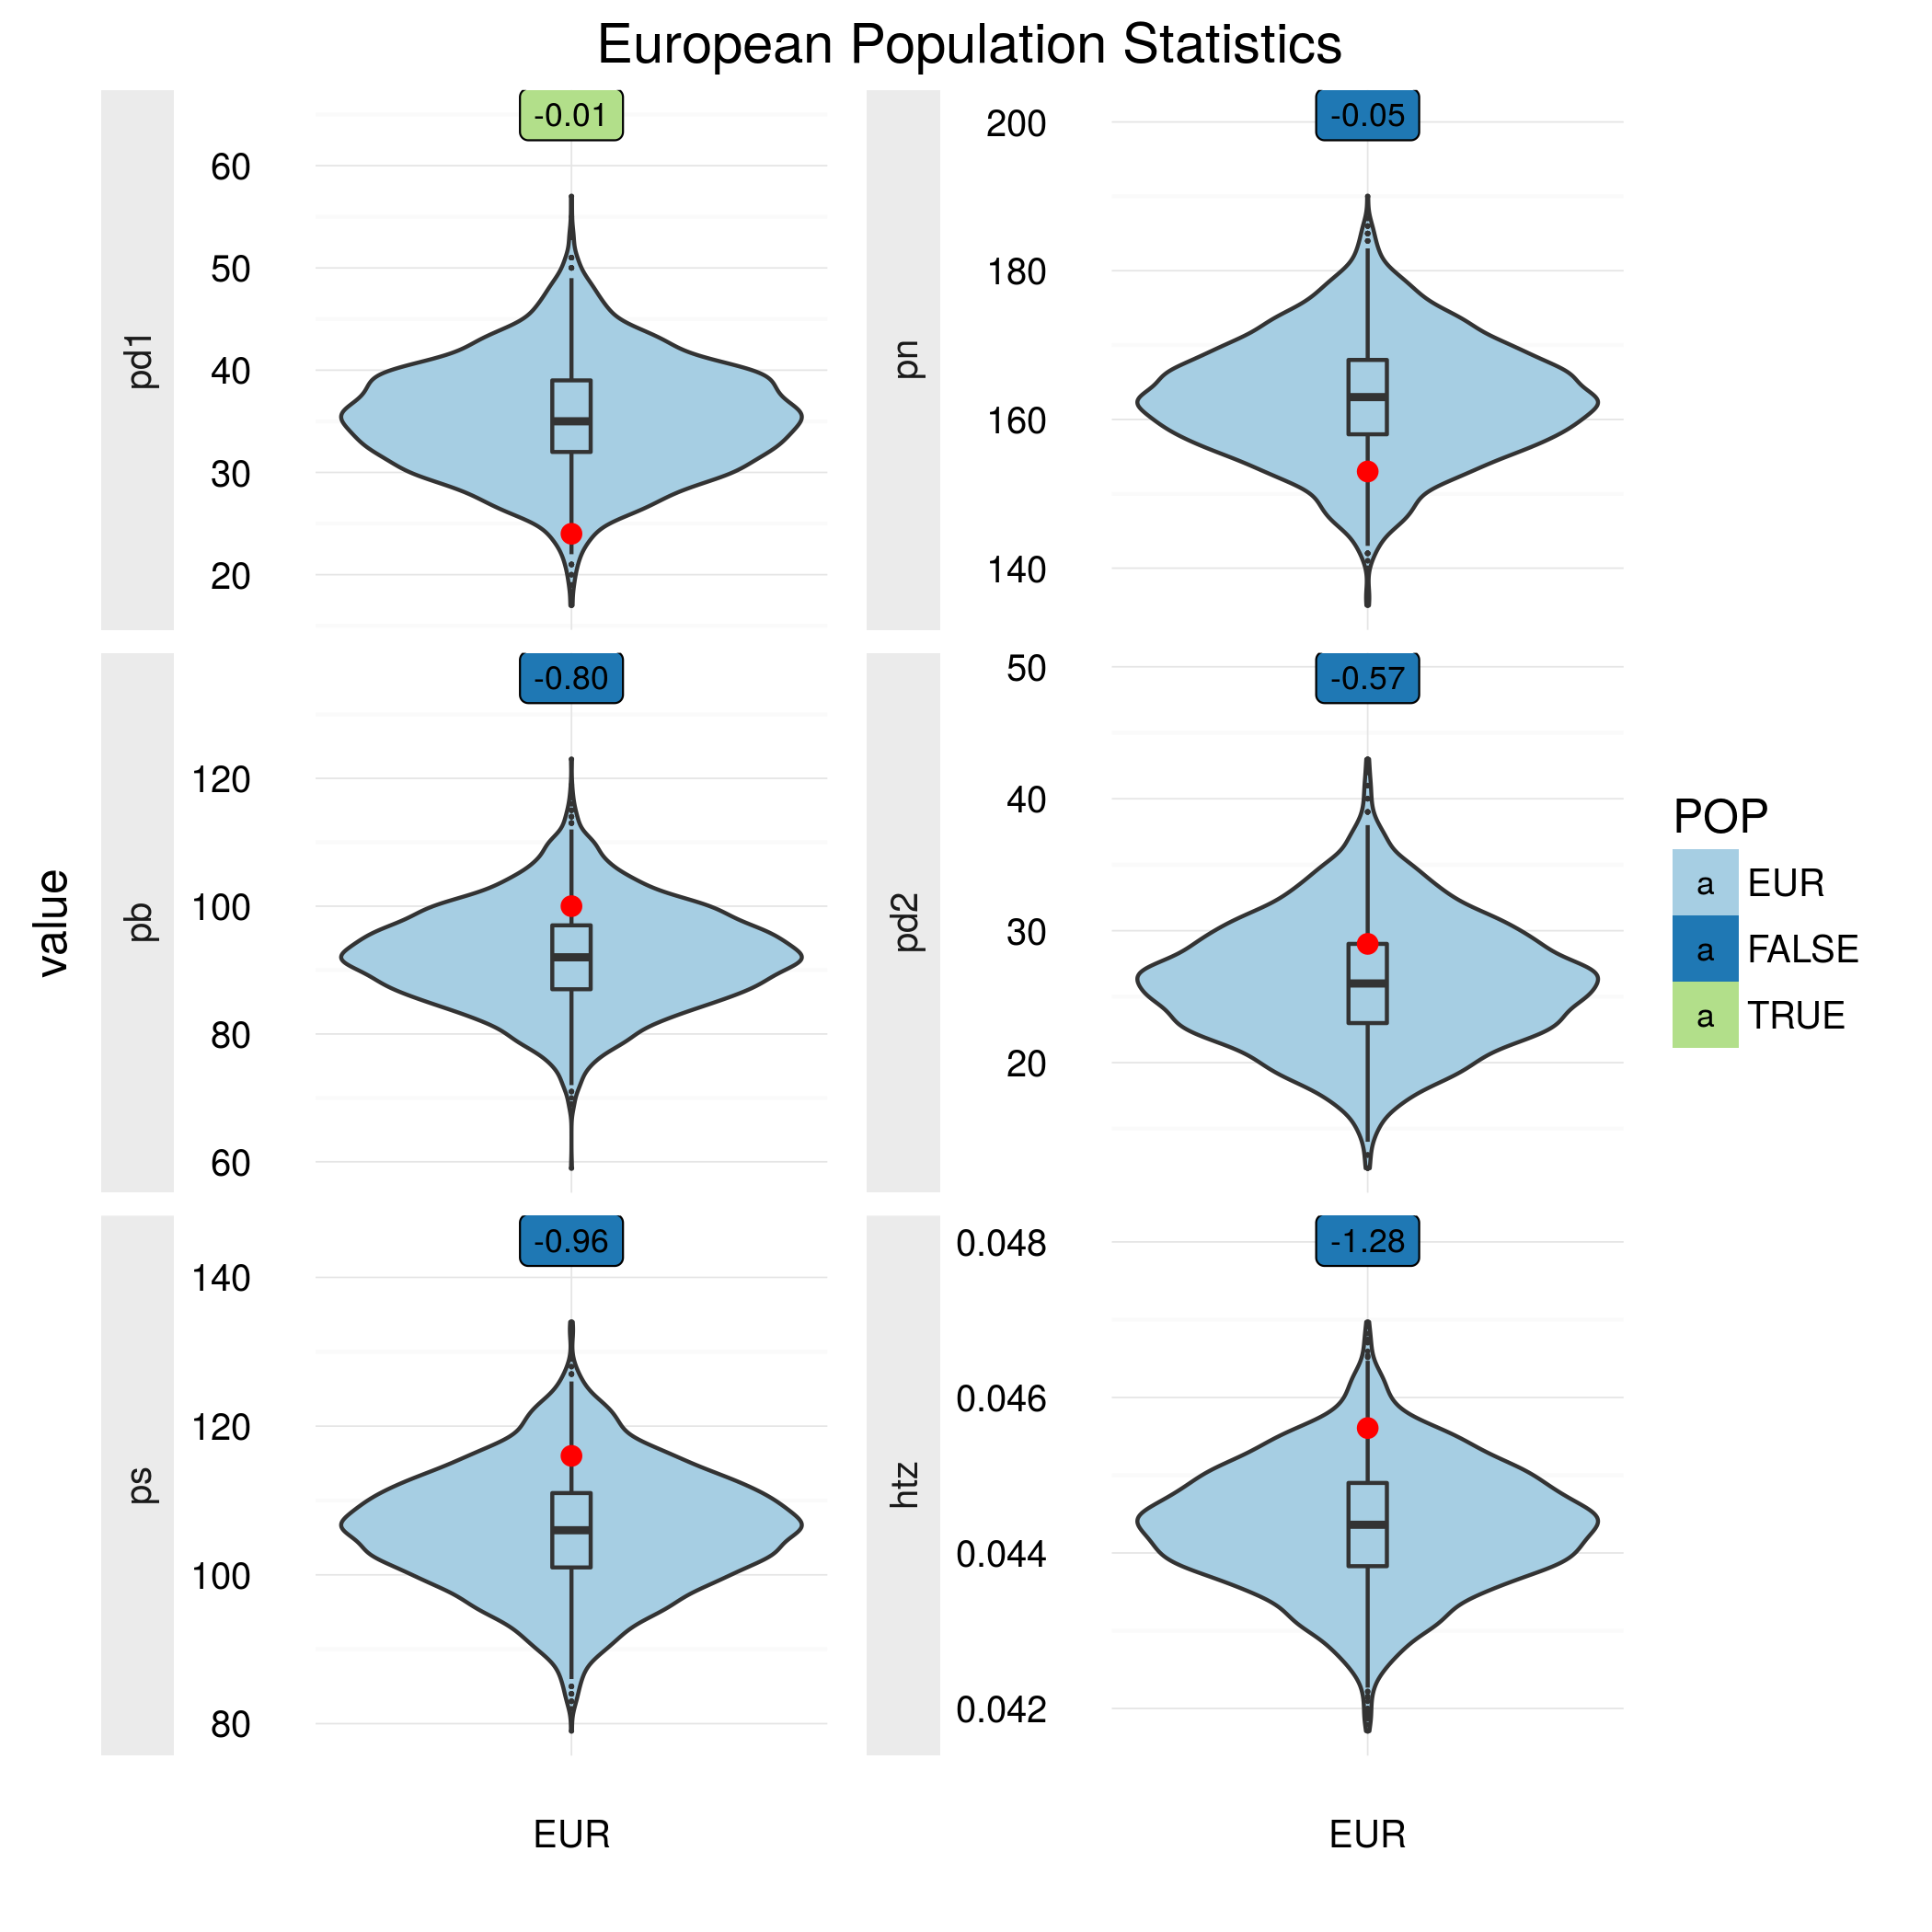 European Population Statistics
value
pd1
60
50
40
30
20
-0.01
pn
200
180
160
140
-0.05
pb
120
100
80
60
-0.80
pd2
50
40
30
20
-0.57
ps
140
120
100
80
-0.96
htz
0.048
0.046
0.044
0.042
-1.28
EUR
EUR
POP
a EUR
a FALSE
a TRUE